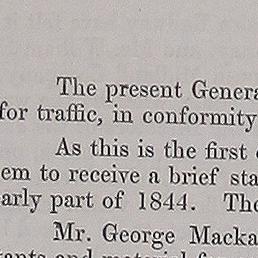 The present Genera
for traffic, in conformity
As this is the first
em to receive a brief sta
arly part of 1844. The
Mr. George Macka